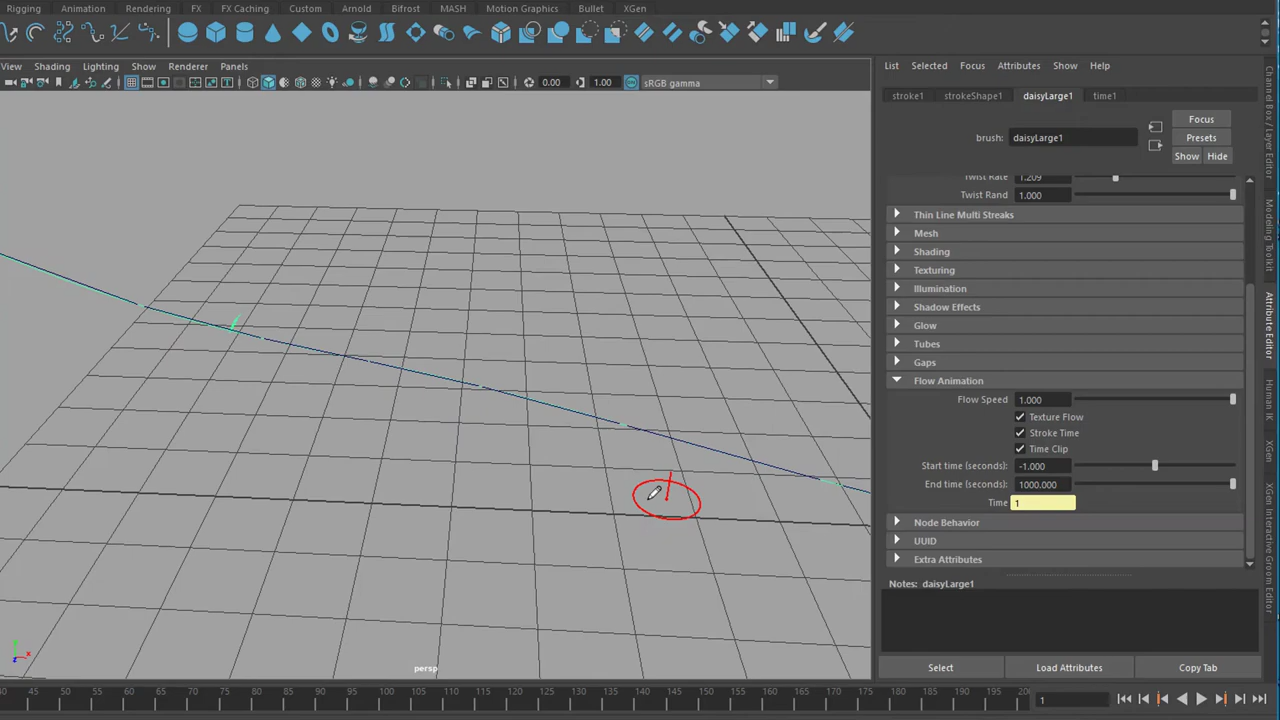 Rigging Animation Rendering FX FX Caching Custom Arnold Bifrost MASH Motion Graphics Bullet XGen
View Shading Lighting Show Renderer Panels
0.00 1.00 sRGB gamma
List Selected Focus Attributes Show Help
stroke1 strokeShape1 daisyLarge1 time1
brush: daisyLarge1
Focus
Presets
Show Hide
Twist Rate 1.209
Twist Rand 1.000
Thin Line Multi Streaks
Mesh
Shading
Texturing
Illumination
Shadow Effects
Glow
Tubes
Gaps
Flow Animation
Flow Speed 1.000
Texture Flow
Stroke Time
Time Clip
Start time (seconds) -1.000
End time (seconds) 1000.000
Time 1
Node Behavior
UUID
Extra Attributes
Notes: daisyLarge1
Select Load Attributes Copy Tab
Channel Box / Layer Editor
Modeling Toolkit
Attribute Editor
Human IK
XGen
XGen Interactive Groom Editor
persp
x
40 45 50 55 60 65 70 75 80 85 90 95 100 105 110 115 120 125 130 135 140 145 150 155 160 165 170 175 180 185 190 195 20
1